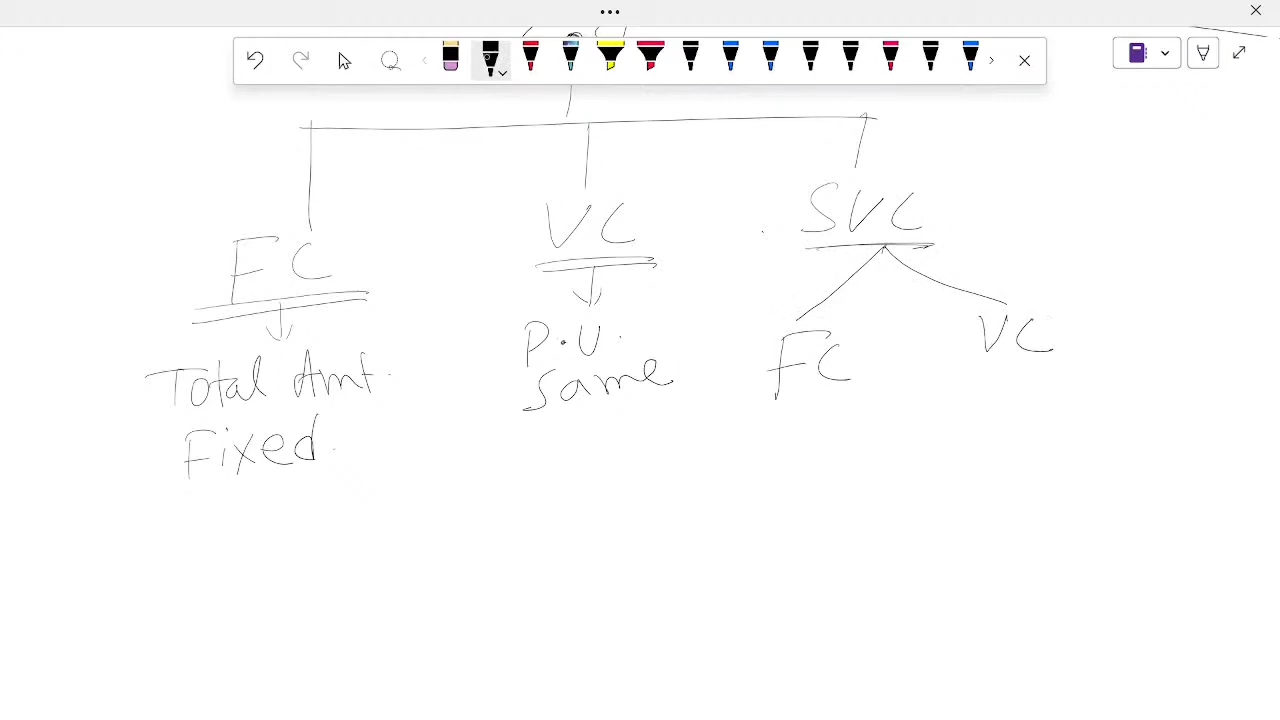 FC
VC
SVC
Total Amt.
Fixed
P.U.
Same
FC
VC